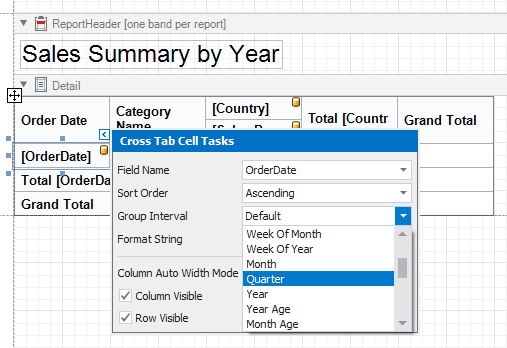 ReportHeader [one band per report]
Sales Summary by Year
Detail
Order Date
Category Name
[Country]
Total [Countr
Grand Total
[OrderDate]
Total [OrderDa
Grand Total
Cross Tab Cell Tasks
Field Name OrderDate
Sort Order Ascending
Group Interval Default
Format String
Week Of Month
Week Of Year
Month
Quarter
Year
Year Age
Month Age
Column Auto Width Mode
Column Visible
Row Visible